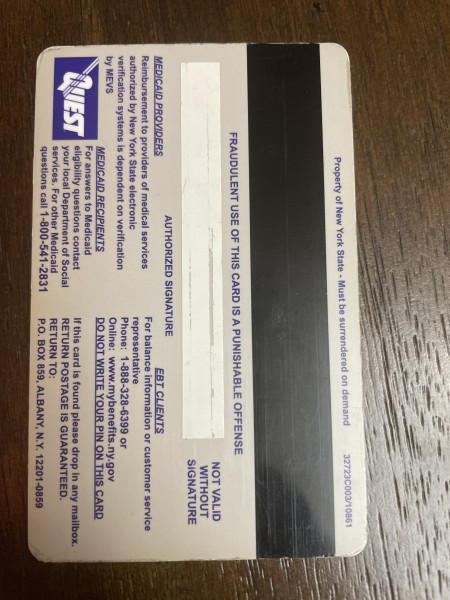 Property of New York State - Must be surrendered on demand
32723C003/10861
FRAUDULENT USE OF THIS CARD IS A PUNISHABLE OFFENSE
NOT VALID
WITHOUT
SIGNATURE
AUTHORIZED SIGNATURE
MEDICAID PROVIDERS
Reimbursement to providers of medical services
authorized by New York State electronic
verification systems is dependent on verification
by MEVS
EBT CLIENTS
For balance information or customer service
representative
Phone: 1-888-328-6399 or
Online: www.mybenefits.ny.gov
DO NOT WRITE YOUR PIN ON THIS CARD
QUEST
MEDICAID RECIPIENTS
For answers to Medicaid
eligibility questions contact
your local Department of Social
services. For other Medicaid
questions call 1-800-541-2831
If this card is found please drop in any mailbox.
RETURN POSTAGE IS GUARANTEED.
RETURN TO:
P.O. BOX 859, ALBANY, N.Y. 12201-0859